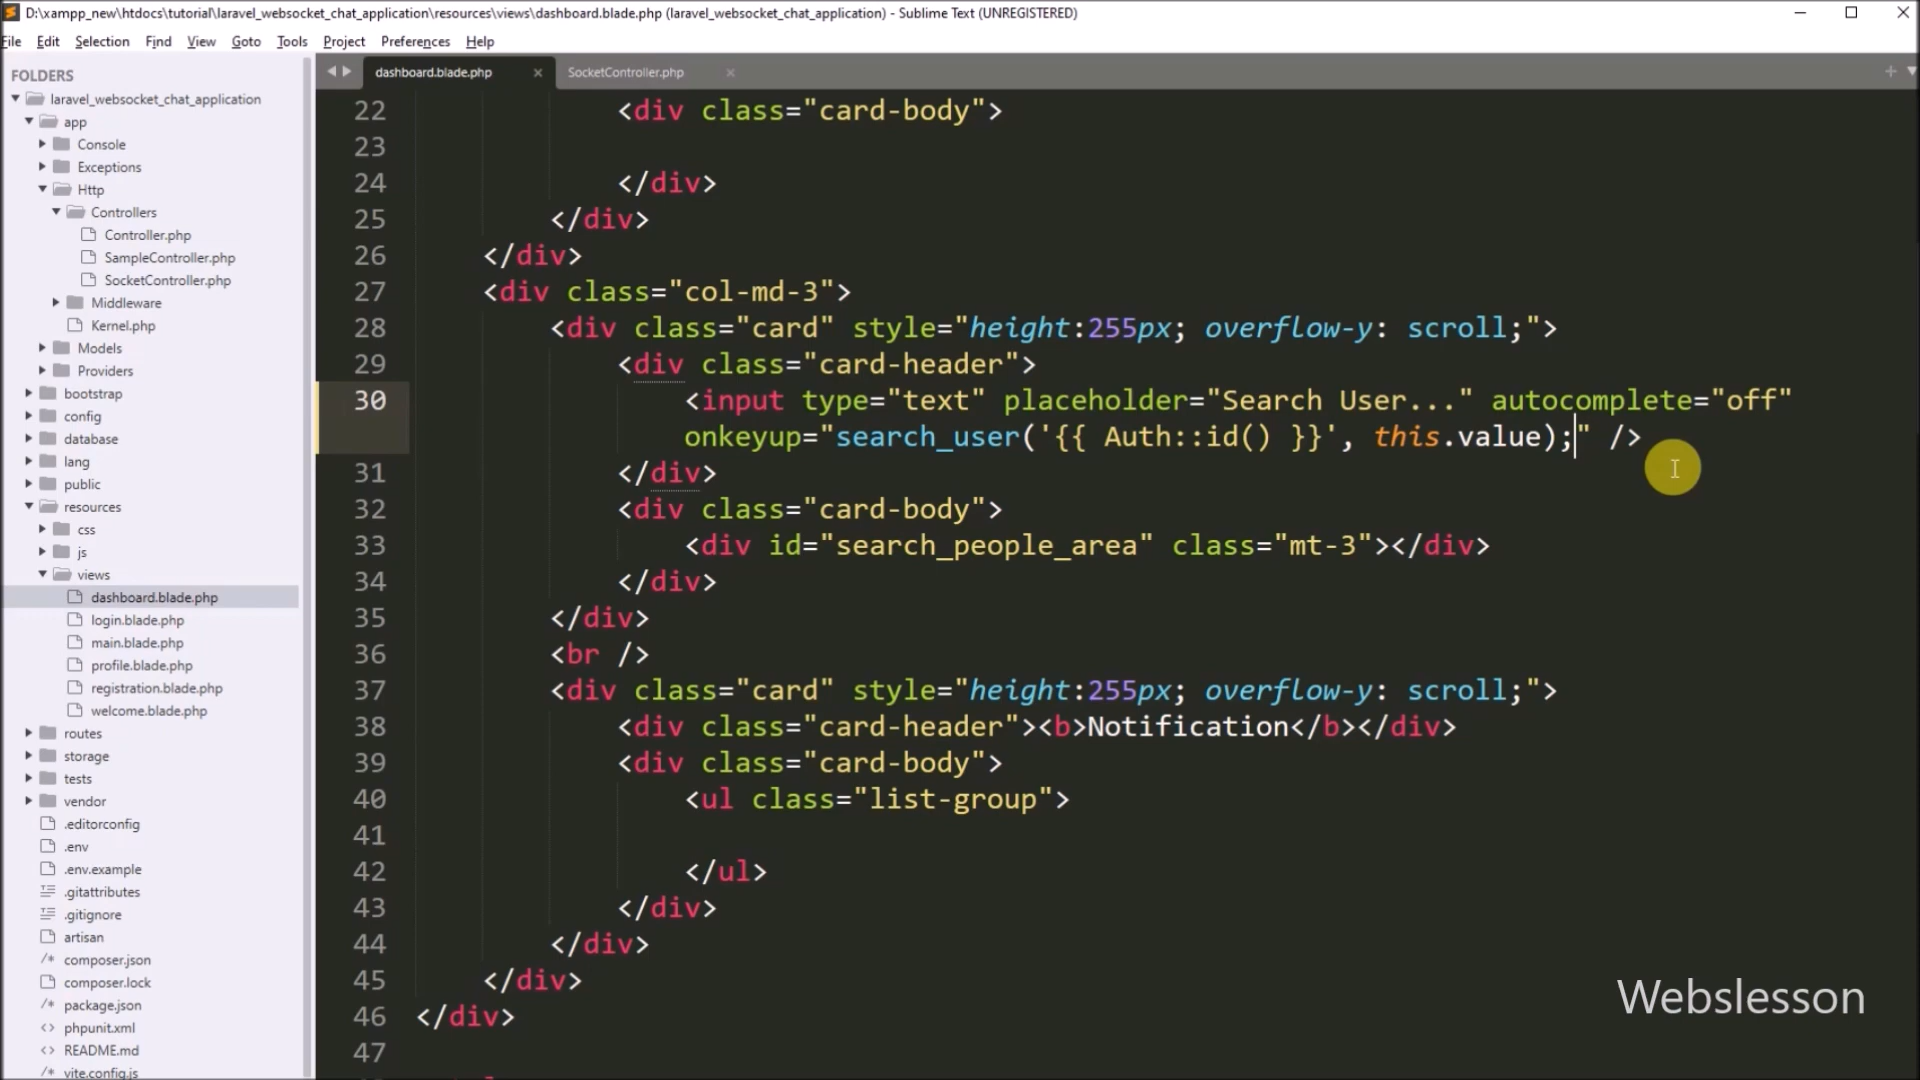 D:\xampp_new\htdocs\tutorial\laravel_websocket_chat_application\resources\views\dashboard.blade.php (laravel_websocket_chat_application) - Sublime Text (UNREGISTERED)
File Edit Selection Find View Goto Tools Project Preferences Help
FOLDERS
laravel_websocket_chat_application
app
Console
Exceptions
Http
Controllers
Controller.php
SampleController.php
SocketController.php
Middleware
Kernel.php
Models
Providers
bootstrap
config
database
lang
public
resources
css
js
views
dashboard.blade.php
login.blade.php
main.blade.php
profile.blade.php
registration.blade.php
welcome.blade.php
routes
storage
tests
vendor
.editorconfig
.env
.env.example
.gitattributes
.gitignore
artisan
composer.json
composer.lock
package.json
phpunit.xml
README.md
vite.config.js
dashboard.blade.php SocketController.php
22 <div class="card-body">
23
24 </div>
25 </div>
26 </div>
27 <div class="col-md-3">
28 <div class="card" style="height:255px; overflow-y: scroll;">
29 <div class="card-header">
30 <input type="text" placeholder="Search User..." autocomplete="off"
onkeyup="search_user('{{ Auth::id() }}', this.value);" />
31 </div>
32 <div class="card-body">
33 <div id="search_people_area" class="mt-3"></div>
34 </div>
35 </div>
36 <br />
37 <div class="card" style="height:255px; overflow-y: scroll;">
38 <div class="card-header"><b>Notification</b></div>
39 <div class="card-body">
40 <ul class="list-group">
41
42 </ul>
43 </div>
44 </div>
45 </div>
46 </div>
47
Webslesson